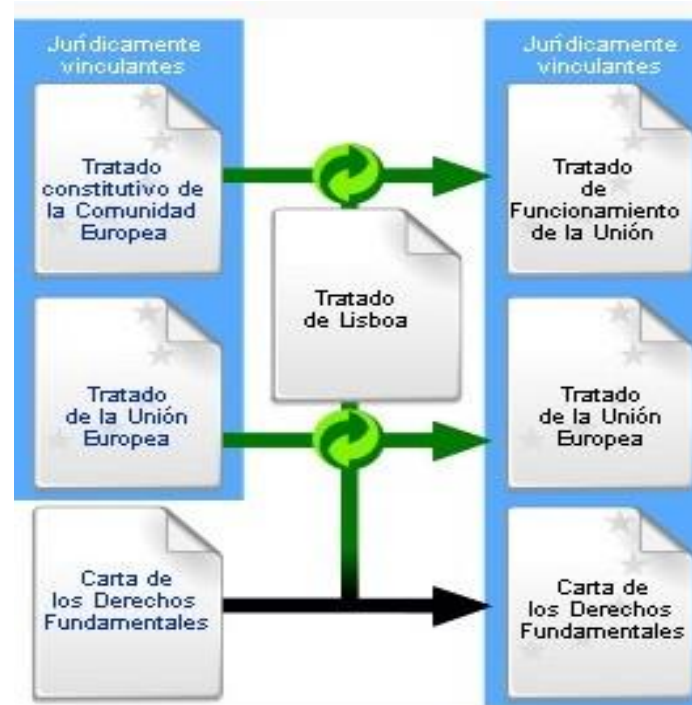 Jurídicamente
vinculantes
Jurídicamente
vinculantes
Tratado
constitutivo de
la Comunidad
Europea
Tratado
de
Funcionamiento
de la Unión
Tratado
de Lisboa
Tratado
de la Unión
Europea
Tratado
de la Unión
Europea
Carta de
los Derechos
Fundamentales
Carta de
los Derechos
Fundamentales